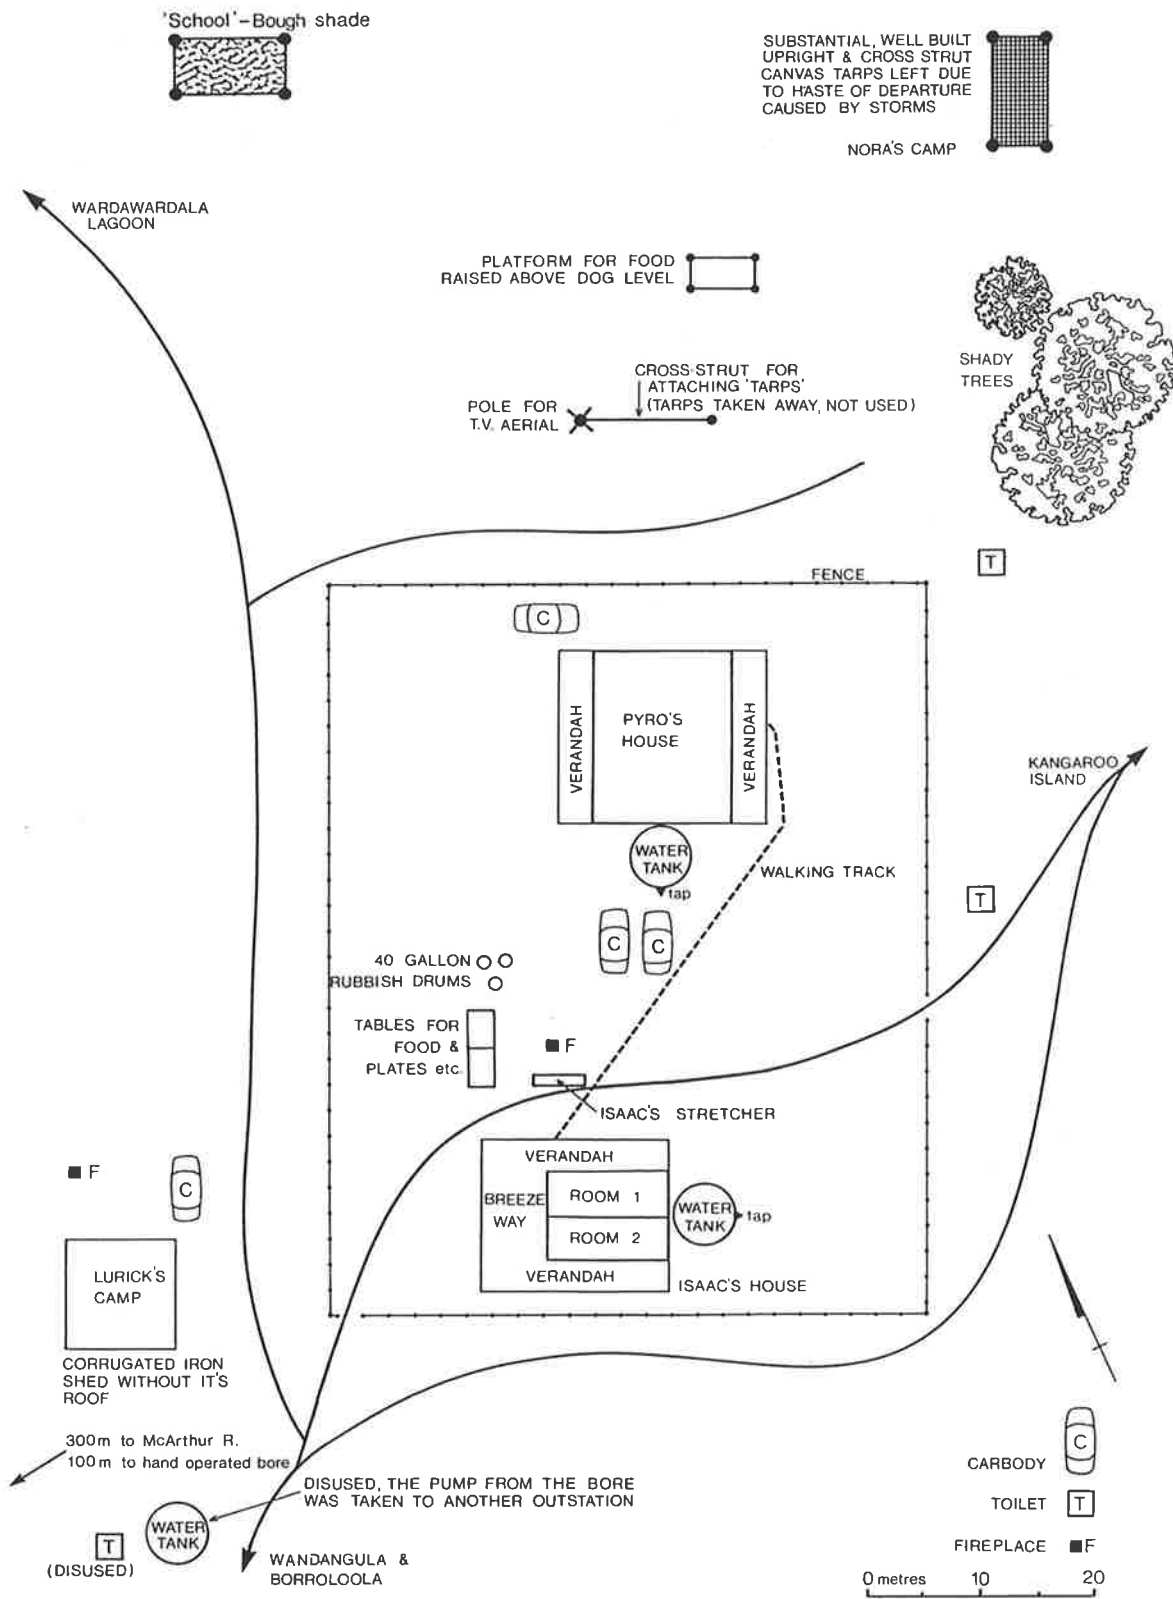 'School'–Bough shade
SUBSTANTIAL, WELL BUILT
UPRIGHT & CROSS STRUT
CANVAS TARPS LEFT DUE
TO HASTE OF DEPARTURE
CAUSED BY STORMS
NORA'S CAMP
WARDAWARDALA
LAGOON
PLATFORM FOR FOOD
RAISED ABOVE DOG LEVEL
SHADY
TREES
CROSS-STRUT FOR
ATTACHING 'TARPS'
(TARPS TAKEN AWAY, NOT USED)
POLE FOR
T.V. AERIAL
T
FENCE
C
VERANDAH
PYRO'S
HOUSE
VERANDAH
KANGAROO
ISLAND
WATER
TANK
tap
WALKING TRACK
T
C
C
40 GALLON
RUBBISH DRUMS
TABLES FOR
FOOD &
PLATES etc.
F
ISAAC'S STRETCHER
VERANDAH
BREEZE
WAY
ROOM 1
ROOM 2
VERANDAH
WATER
TANK
tap
ISAAC'S HOUSE
F
C
LURICK'S
CAMP
CORRUGATED IRON
SHED WITHOUT IT'S
ROOF
300m to McArthur R.
100m to hand operated bore
DISUSED, THE PUMP FROM THE BORE
WAS TAKEN TO ANOTHER OUTSTATION
WATER
TANK
T
(DISUSED)
WANDANGULA &
BORROLOOLA
CARBODY C
TOILET T
FIREPLACE F
0 metres 10 20